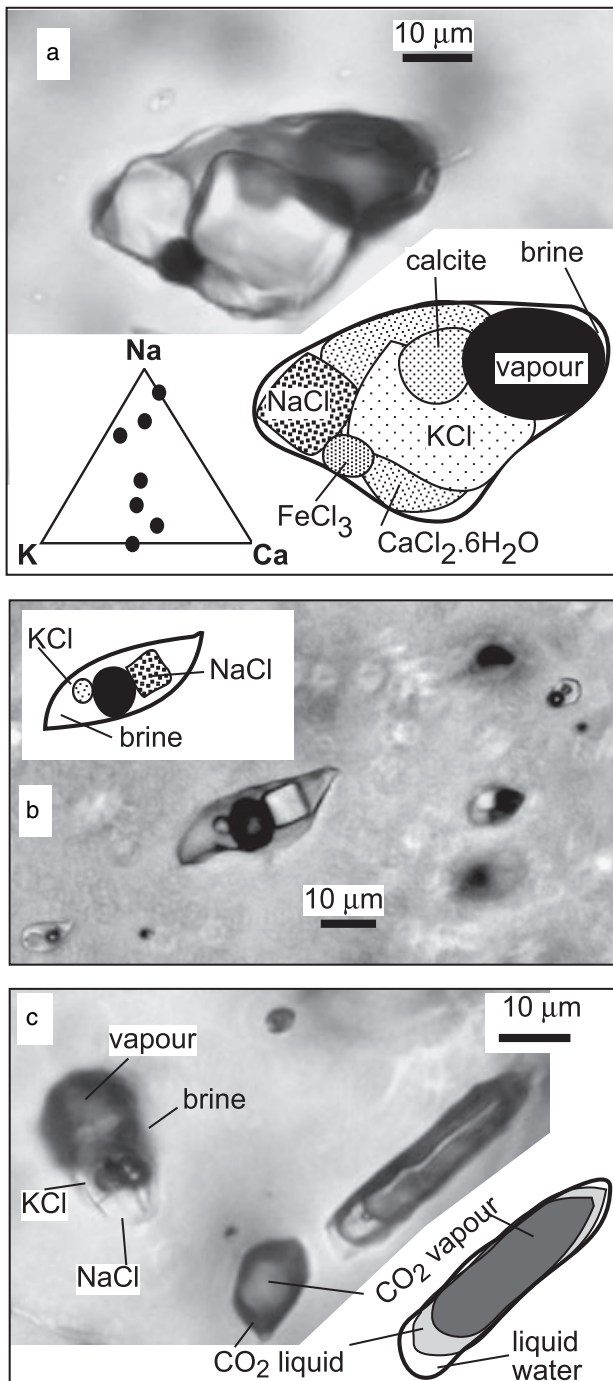 a
10 μm
calcite
brine
Na
NaCl
vapour
KCl
K
Ca
FeCl₃
CaCl₂.6H₂O
KCl
NaCl
brine
b
10 μm
c
10 μm
vapour
brine
KCl
NaCl
CO₂ vapour
CO₂ liquid
liquid
water